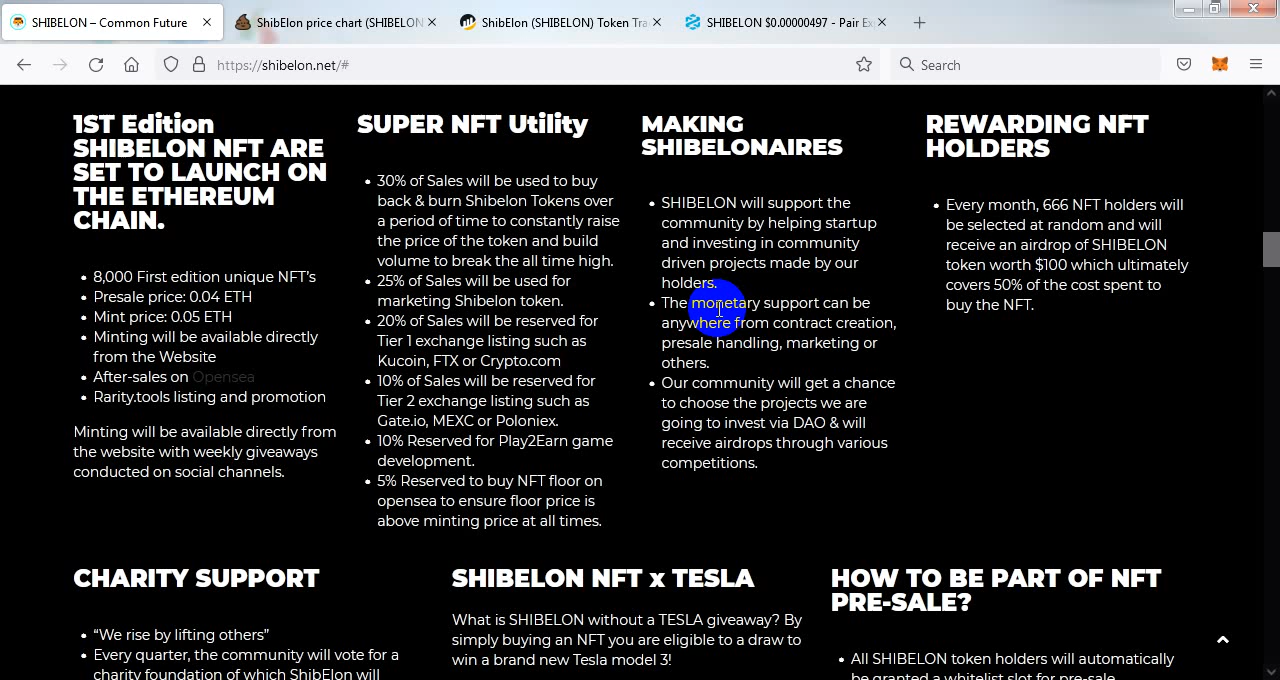 SHIBELON – Common Future
ShibElon price chart (SHIBELON
ShibElon (SHIBELON) Token Tra
SHIBELON $0.00000497 - Pair Ex
https://shibelon.net/#
Search
1ST Edition
SHIBELON NFT ARE
SET TO LAUNCH ON
THE ETHEREUM
CHAIN.
8,000 First edition unique NFT's
Presale price: 0.04 ETH
Mint price: 0.05 ETH
Minting will be available directly
from the Website
After-sales on Opensea
Rarity.tools listing and promotion
Minting will be available directly from
the website with weekly giveaways
conducted on social channels.
SUPER NFT Utility
30% of Sales will be used to buy
back & burn Shibelon Tokens over
a period of time to constantly raise
the price of the token and build
volume to break the all time high.
25% of Sales will be used for
marketing Shibelon token.
20% of Sales will be reserved for
Tier 1 exchange listing such as
Kucoin, FTX or Crypto.com
10% of Sales will be reserved for
Tier 2 exchange listing such as
Gate.io, MEXC or Poloniex.
10% Reserved for Play2Earn game
development.
5% Reserved to buy NFT floor on
opensea to ensure floor price is
above minting price at all times.
MAKING
SHIBELONAIRES
SHIBELON will support the
community by helping startup
and investing in community
driven projects made by our
holders.
The monetary support can be
anywhere from contract creation,
presale handling, marketing or
others.
Our community will get a chance
to choose the projects we are
going to invest via DAO & will
receive airdrops through various
competitions.
REWARDING NFT
HOLDERS
Every month, 666 NFT holders will
be selected at random and will
receive an airdrop of SHIBELON
token worth $100 which ultimately
covers 50% of the cost spent to
buy the NFT.
CHARITY SUPPORT
“We rise by lifting others”
Every quarter, the community will vote for a
charity foundation of which ShibElon will
SHIBELON NFT x TESLA
What is SHIBELON without a TESLA giveaway? By
simply buying an NFT you are eligible to a draw to
win a brand new Tesla model 3!
HOW TO BE PART OF NFT
PRE-SALE?
All SHIBELON token holders will automatically
be granted a whitelist slot for pre-sale